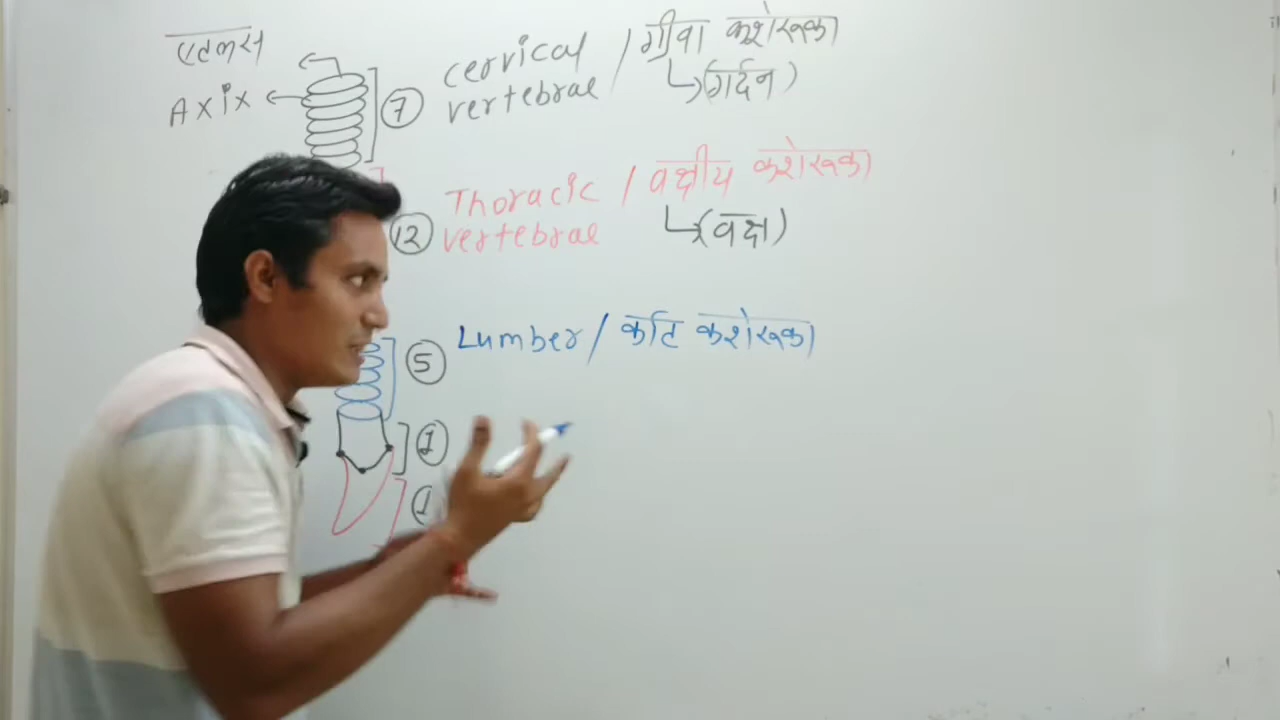 एटलस
Axix
7
cervical / ग्रीवा कशेरूका
vertebrae (गर्दन)
12
Thoracic / वक्षीय कशेरूका
vertebrae (वक्ष)
5
Lumber / कटि कशेरूका
1
1